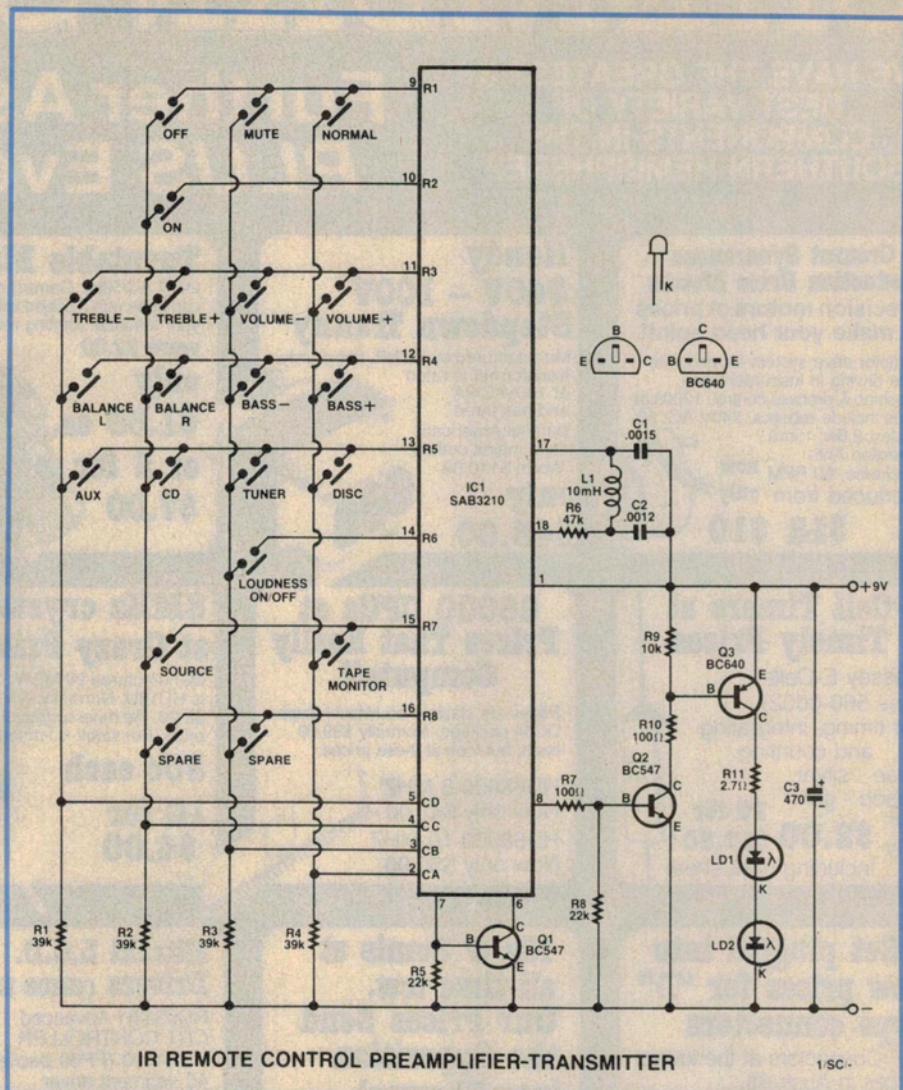 9 R1
OFF MUTE NORMAL
10 R2
ON
11 R3
TREBLE− TREBLE+ VOLUME− VOLUME+
12 R4
BALANCE L
BALANCE R
BASS− BASS+
13 R5
AUX CD TUNER DISC
14 R6
LOUDNESS ON/OFF
15 R7
SOURCE TAPE MONITOR
16 R8
SPARE SPARE
5 CD
4 CC
3 CB
2 CA
R1 39k
R2 39k
R3 39k
R4 39k
IC1
SAB3210
7 6
R5 22k
B C E
Q1
BC547
K
B
E C
C
B E
BC640
17
C1
.0015
L1
10mH
C2
.0012
R6
47k
18
1
+9V
R9
10k
Q3
BC640
B E C
R10
100Ω
Q2
BC547
B C E
8
R7
100Ω
R8
22k
R11
2.7Ω
C3
470
+
LD1
λ
K
LD2
λ
K
−
IR REMOTE CONTROL PREAMPLIFIER-TRANSMITTER
1/SC/-